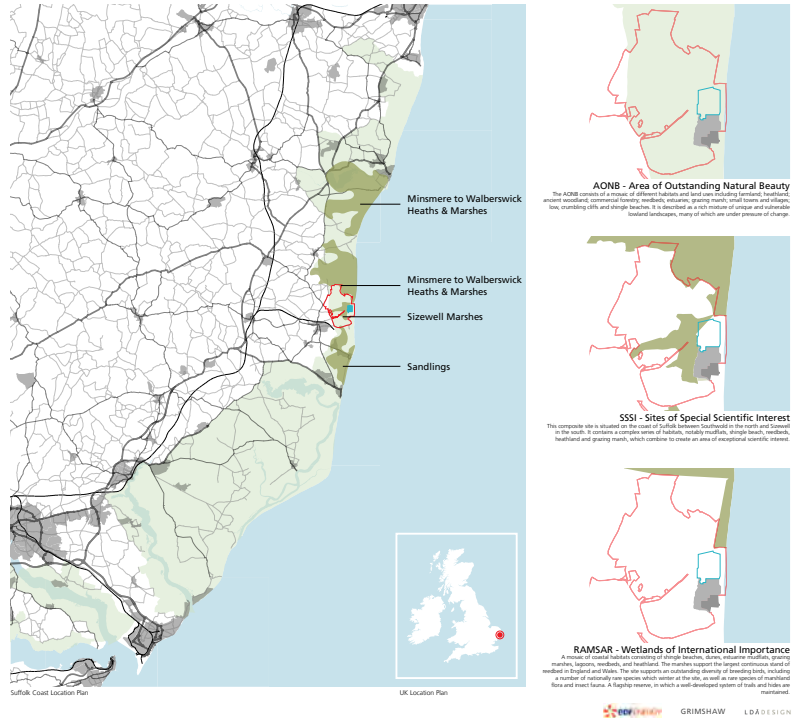 Minsmere to Walberswick
Heaths & Marshes
Minsmere to Walberswick
Heaths & Marshes
Sizewell Marshes
Sandlings
Suffolk Coast Location Plan
UK Location Plan
AONB - Area of Outstanding Natural Beauty
The AONB consists of a mosaic of different habitats and land uses including farmland; heathland;
ancient woodland; commercial forestry; reedbeds; estuaries; grazing marsh; small towns and villages;
low, crumbling cliffs and shingle beaches. It is described as a rich mixture of unique and vulnerable
lowland landscapes, many of which are under pressure of change.
SSSI - Sites of Special Scientific Interest
This composite site is situated on the coast of Suffolk between Southwold in the north and Sizewell
in the south. It contains a complex series of habitats, notably mudflats, shingle beach, reedbeds,
heathland and grazing marsh, which combine to create an area of exceptional scientific interest.
RAMSAR - Wetlands of International Importance
A mosaic of coastal habitats consisting of shingle beaches, dunes, estuarine mudflats, grazing
marshes, lagoons, reedbeds, and heathland. The marshes support the largest continuous stand of
reedbed in England and Wales. The site supports an outstanding diversity of breeding birds, including
a number of nationally rare species which winter at the site, as well as rare species of marshland
flora and insect fauna. A flagship reserve, in which a well-developed system of trails and hides are
maintained.
edf ENERGY
GRIMSHAW
LDĀDESIGN